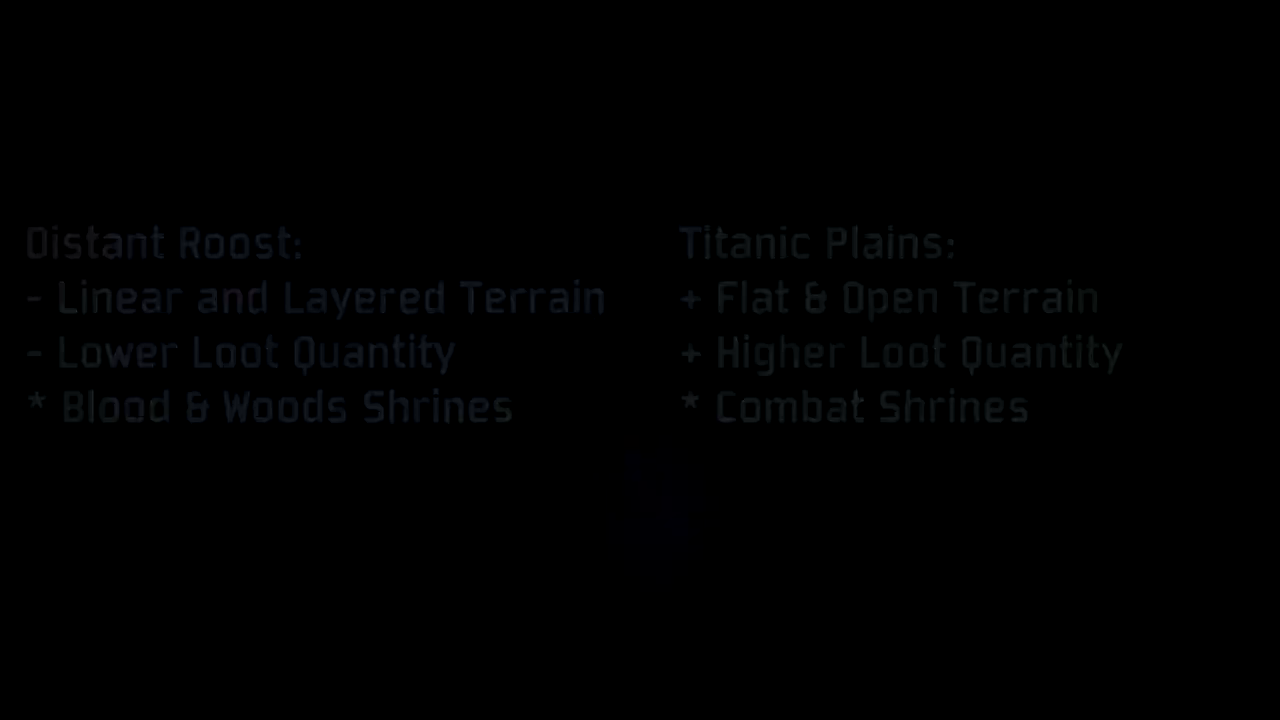 Distant Roost:
- Linear and Layered Terrain
- Lower Loot Quantity
* Blood & Woods Shrines
Titanic Plains:
+ Flat & Open Terrain
+ Higher Loot Quantity
* Combat Shrines